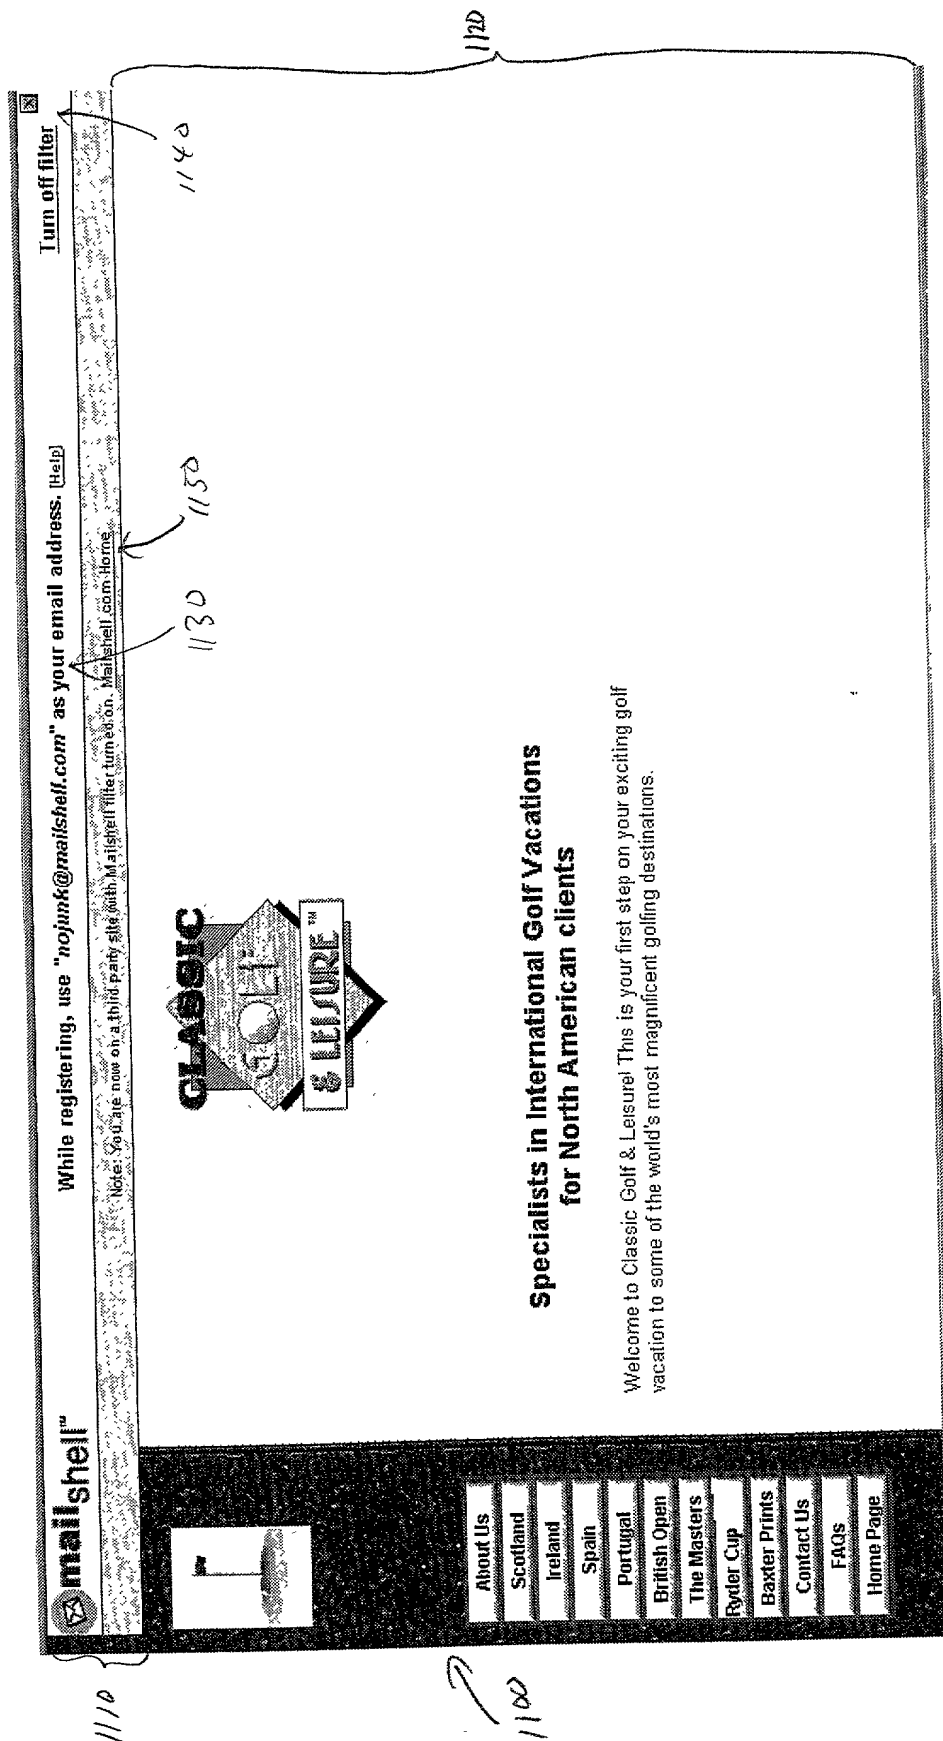 1120
mailshell™
While registering, use "nojunk@mailshell.com" as your email address. [Help]
Turn off filter
Note: You are now on a third-party site with Mailshell filter turned on. Mailshell.com Home
1110
1130
1150
1140
CLASSIC
GOLF
& LEISURE™
Specialists in International Golf Vacations
for North American clients
Welcome to Classic Golf & Leisure! This is your first step on your exciting golf
vacation to some of the world's most magnificent golfing destinations.
About Us
Scotland
Ireland
Spain
Portugal
British Open
The Masters
Ryder Cup
Baxter Prints
Contact Us
FAQs
Home Page
1100